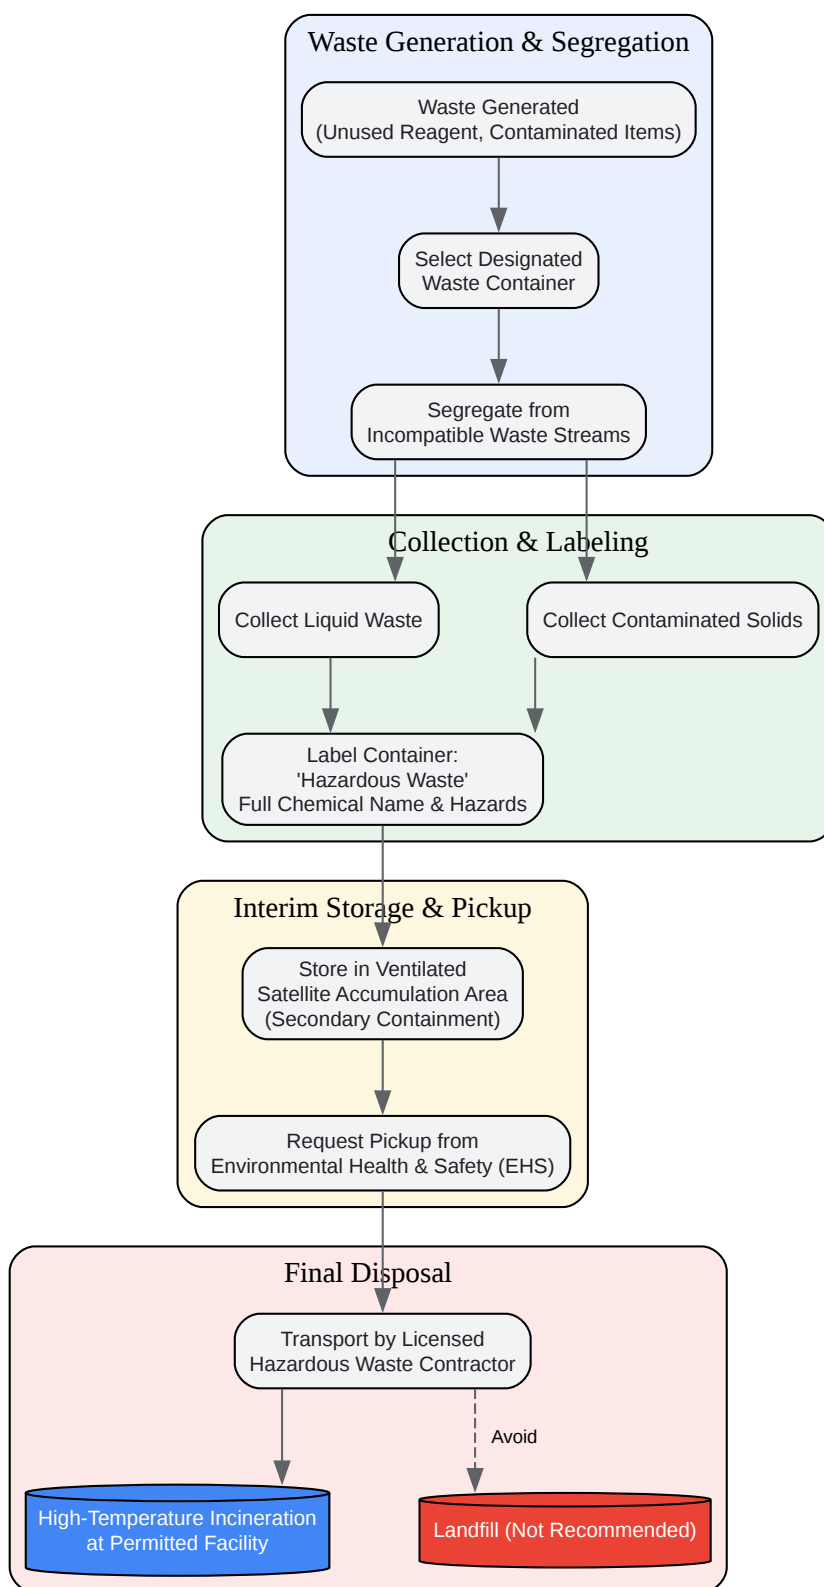 Waste Generation & Segregation
Waste Generated
(Unused Reagent, Contaminated Items)
Select Designated
Waste Container
Segregate from
Incompatible Waste Streams
Collection & Labeling
Collect Liquid Waste
Collect Contaminated Solids
Label Container:
'Hazardous Waste'
Full Chemical Name & Hazards
Interim Storage & Pickup
Store in Ventilated
Satellite Accumulation Area
(Secondary Containment)
Request Pickup from
Environmental Health & Safety (EHS)
Final Disposal
Transport by Licensed
Hazardous Waste Contractor
Avoid
High-Temperature Incineration
at Permitted Facility
Landfill (Not Recommended)